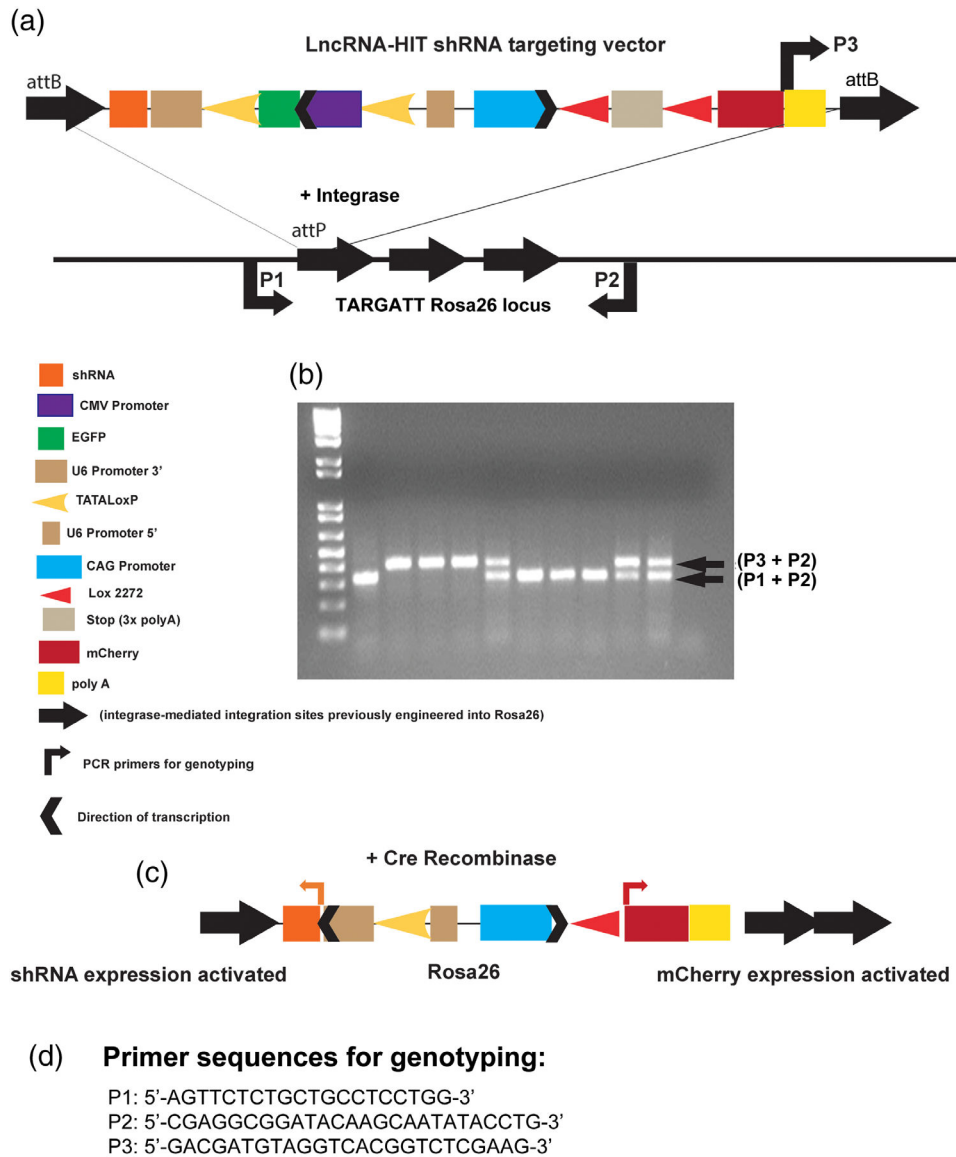 (a)
LncRNA-HIT shRNA targeting vector
P3
attB
attB
+ Integrase
attP
P1
P2
TARGATT Rosa26 locus
shRNA
CMV Promoter
EGFP
U6 Promoter 3'
TATALoxP
U6 Promoter 5'
CAG Promoter
Lox 2272
Stop (3x polyA)
mCherry
poly A
(integrase-mediated integration sites previously engineered into Rosa26)
PCR primers for genotyping
Direction of transcription
(b)
(P3 + P2)
(P1 + P2)
(c)
+ Cre Recombinase
shRNA expression activated
Rosa26
mCherry expression activated
(d)
Primer sequences for genotyping:
P1: 5'-AGTTCTCTGCTGCCTCCTGG-3'
P2: 5'-CGAGGCGGATACAAGCAATATACCTG-3'
P3: 5'-GACGATGTAGGTCACGGTCTCGAAG-3'